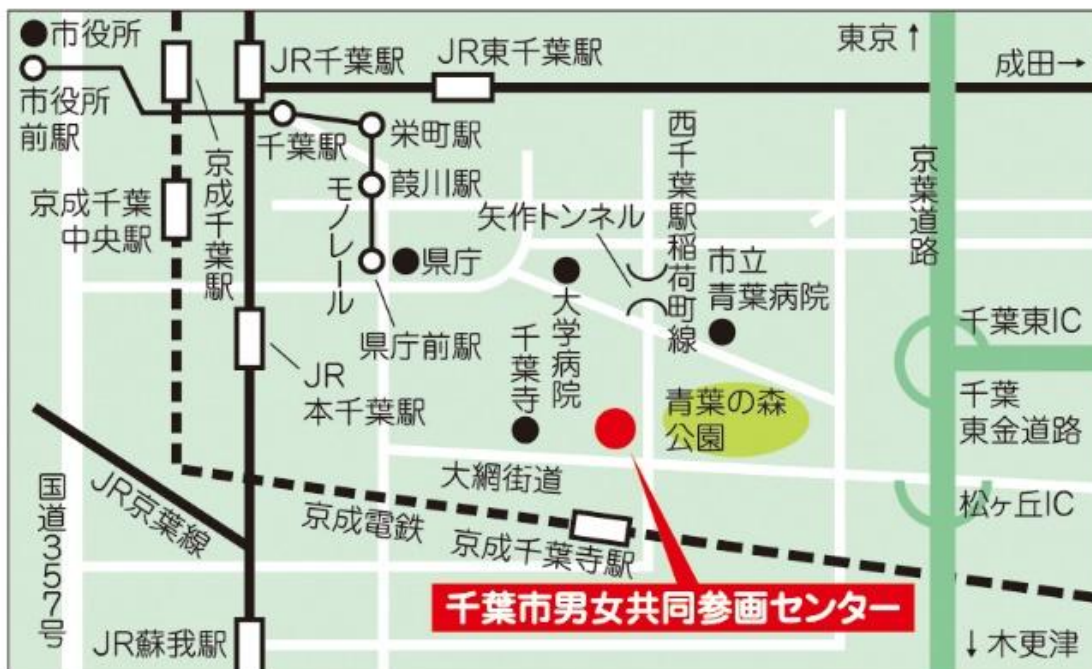 市役所
市役所
前駅
JR千葉駅
JR東千葉駅
東京↑
成田→
千葉駅
栄町駅
葭川駅
モノレール
県庁
県庁前駅
京成千葉駅
京成千葉
中央駅
JR
本千葉駅
矢作トンネル
西千葉駅稲荷町線
市立
青葉病院
大学病院
千葉寺
青葉の森
公園
京葉道路
千葉東IC
千葉
東金道路
松ヶ丘IC
大網街道
京成電鉄
京成千葉寺駅
JR京葉線
国道357号
JR蘇我駅
千葉市男女共同参画センター
↓木更津